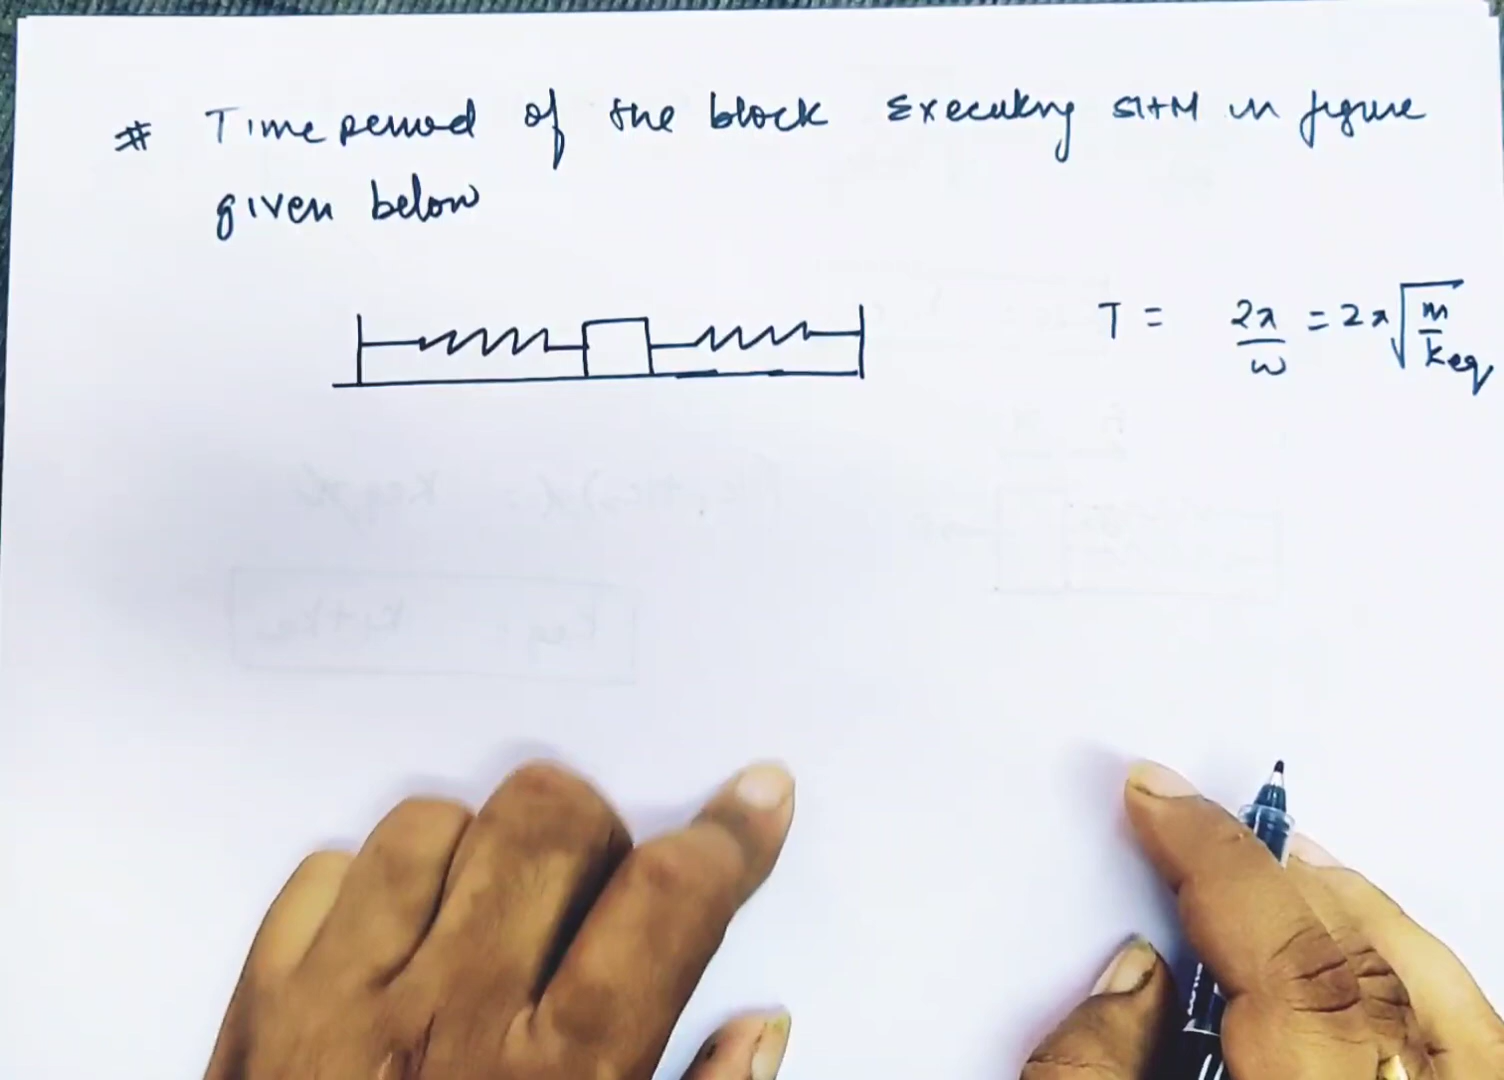 # Time period of the block executing SHM in figure
given below
T = 2π/ω = 2π√(m/keq)